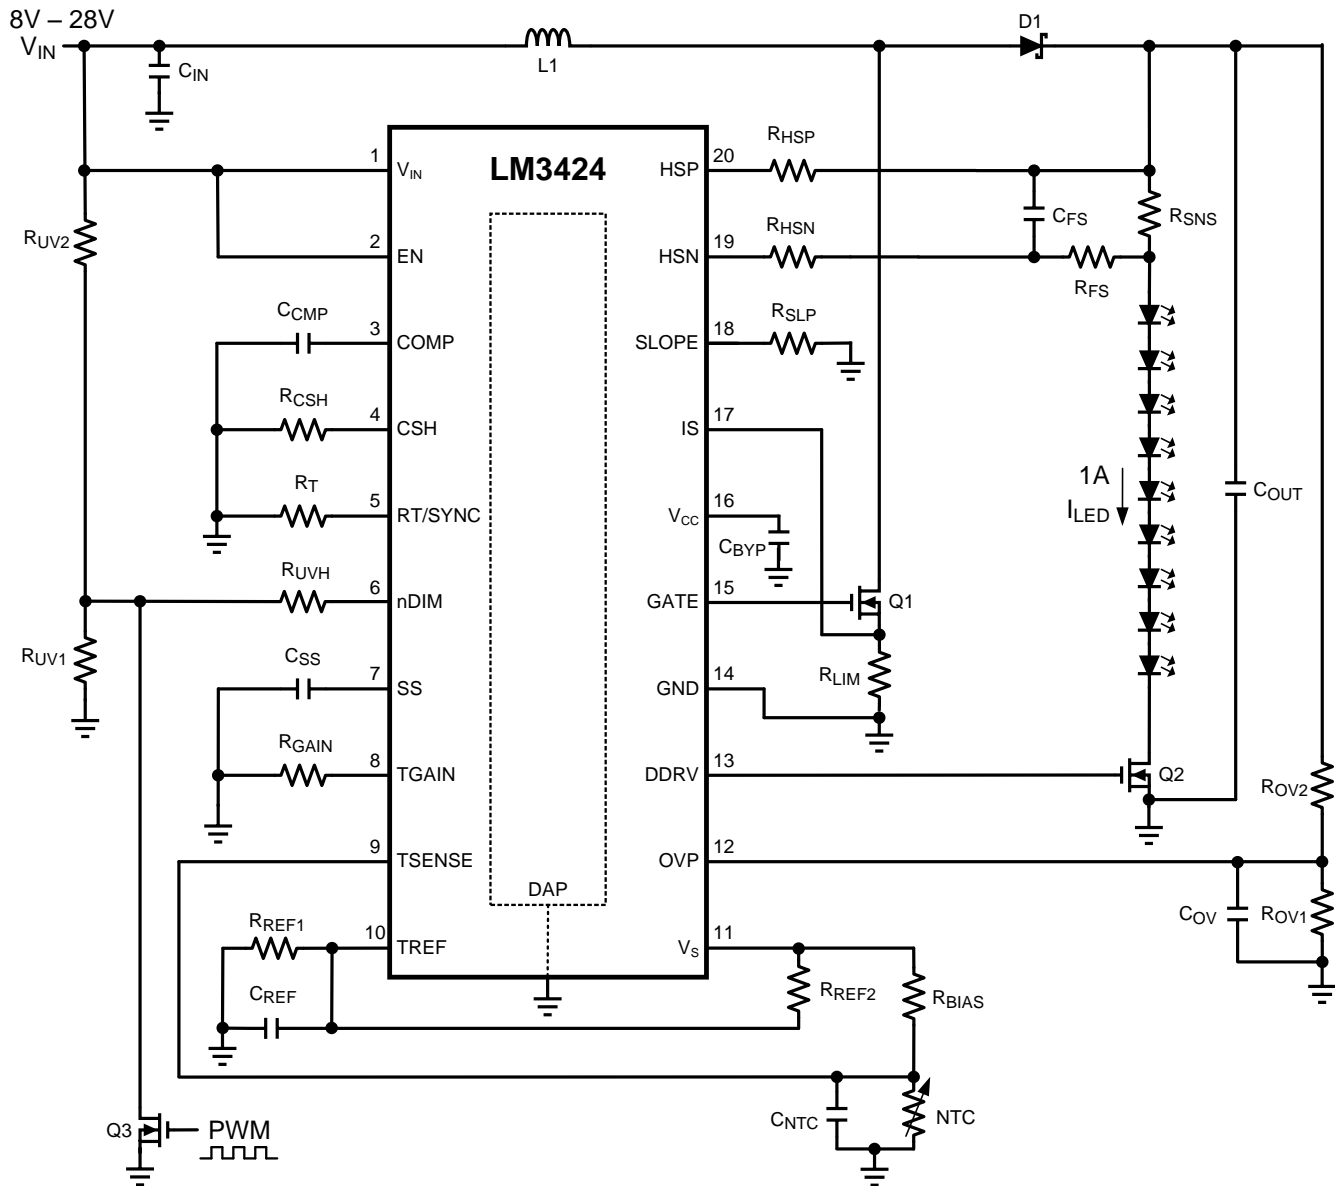 8V – 28V
VIN
CIN
L1
D1
LM3424
1 VIN
HSP 20
RHSP
RUV2
2 EN
HSN 19
RHSN
CFS
RFS
RSNS
CCMP
3 COMP
SLOPE 18
RSLP
RCSH
4 CSH
IS 17
1A
ILED
COUT
RT
5 RT/SYNC
VCC 16
CBYP
RUVH
6 nDIM
GATE 15
Q1
RUV1
CSS
7 SS
GND 14
RLIM
RGAIN
8 TGAIN
DDRV 13
Q2
ROV2
9 TSENSE
OVP 12
DAP
COV
ROV1
RREF1
10 TREF
VS 11
CREF
RREF2
RBIAS
CNTC
NTC
Q3
PWM